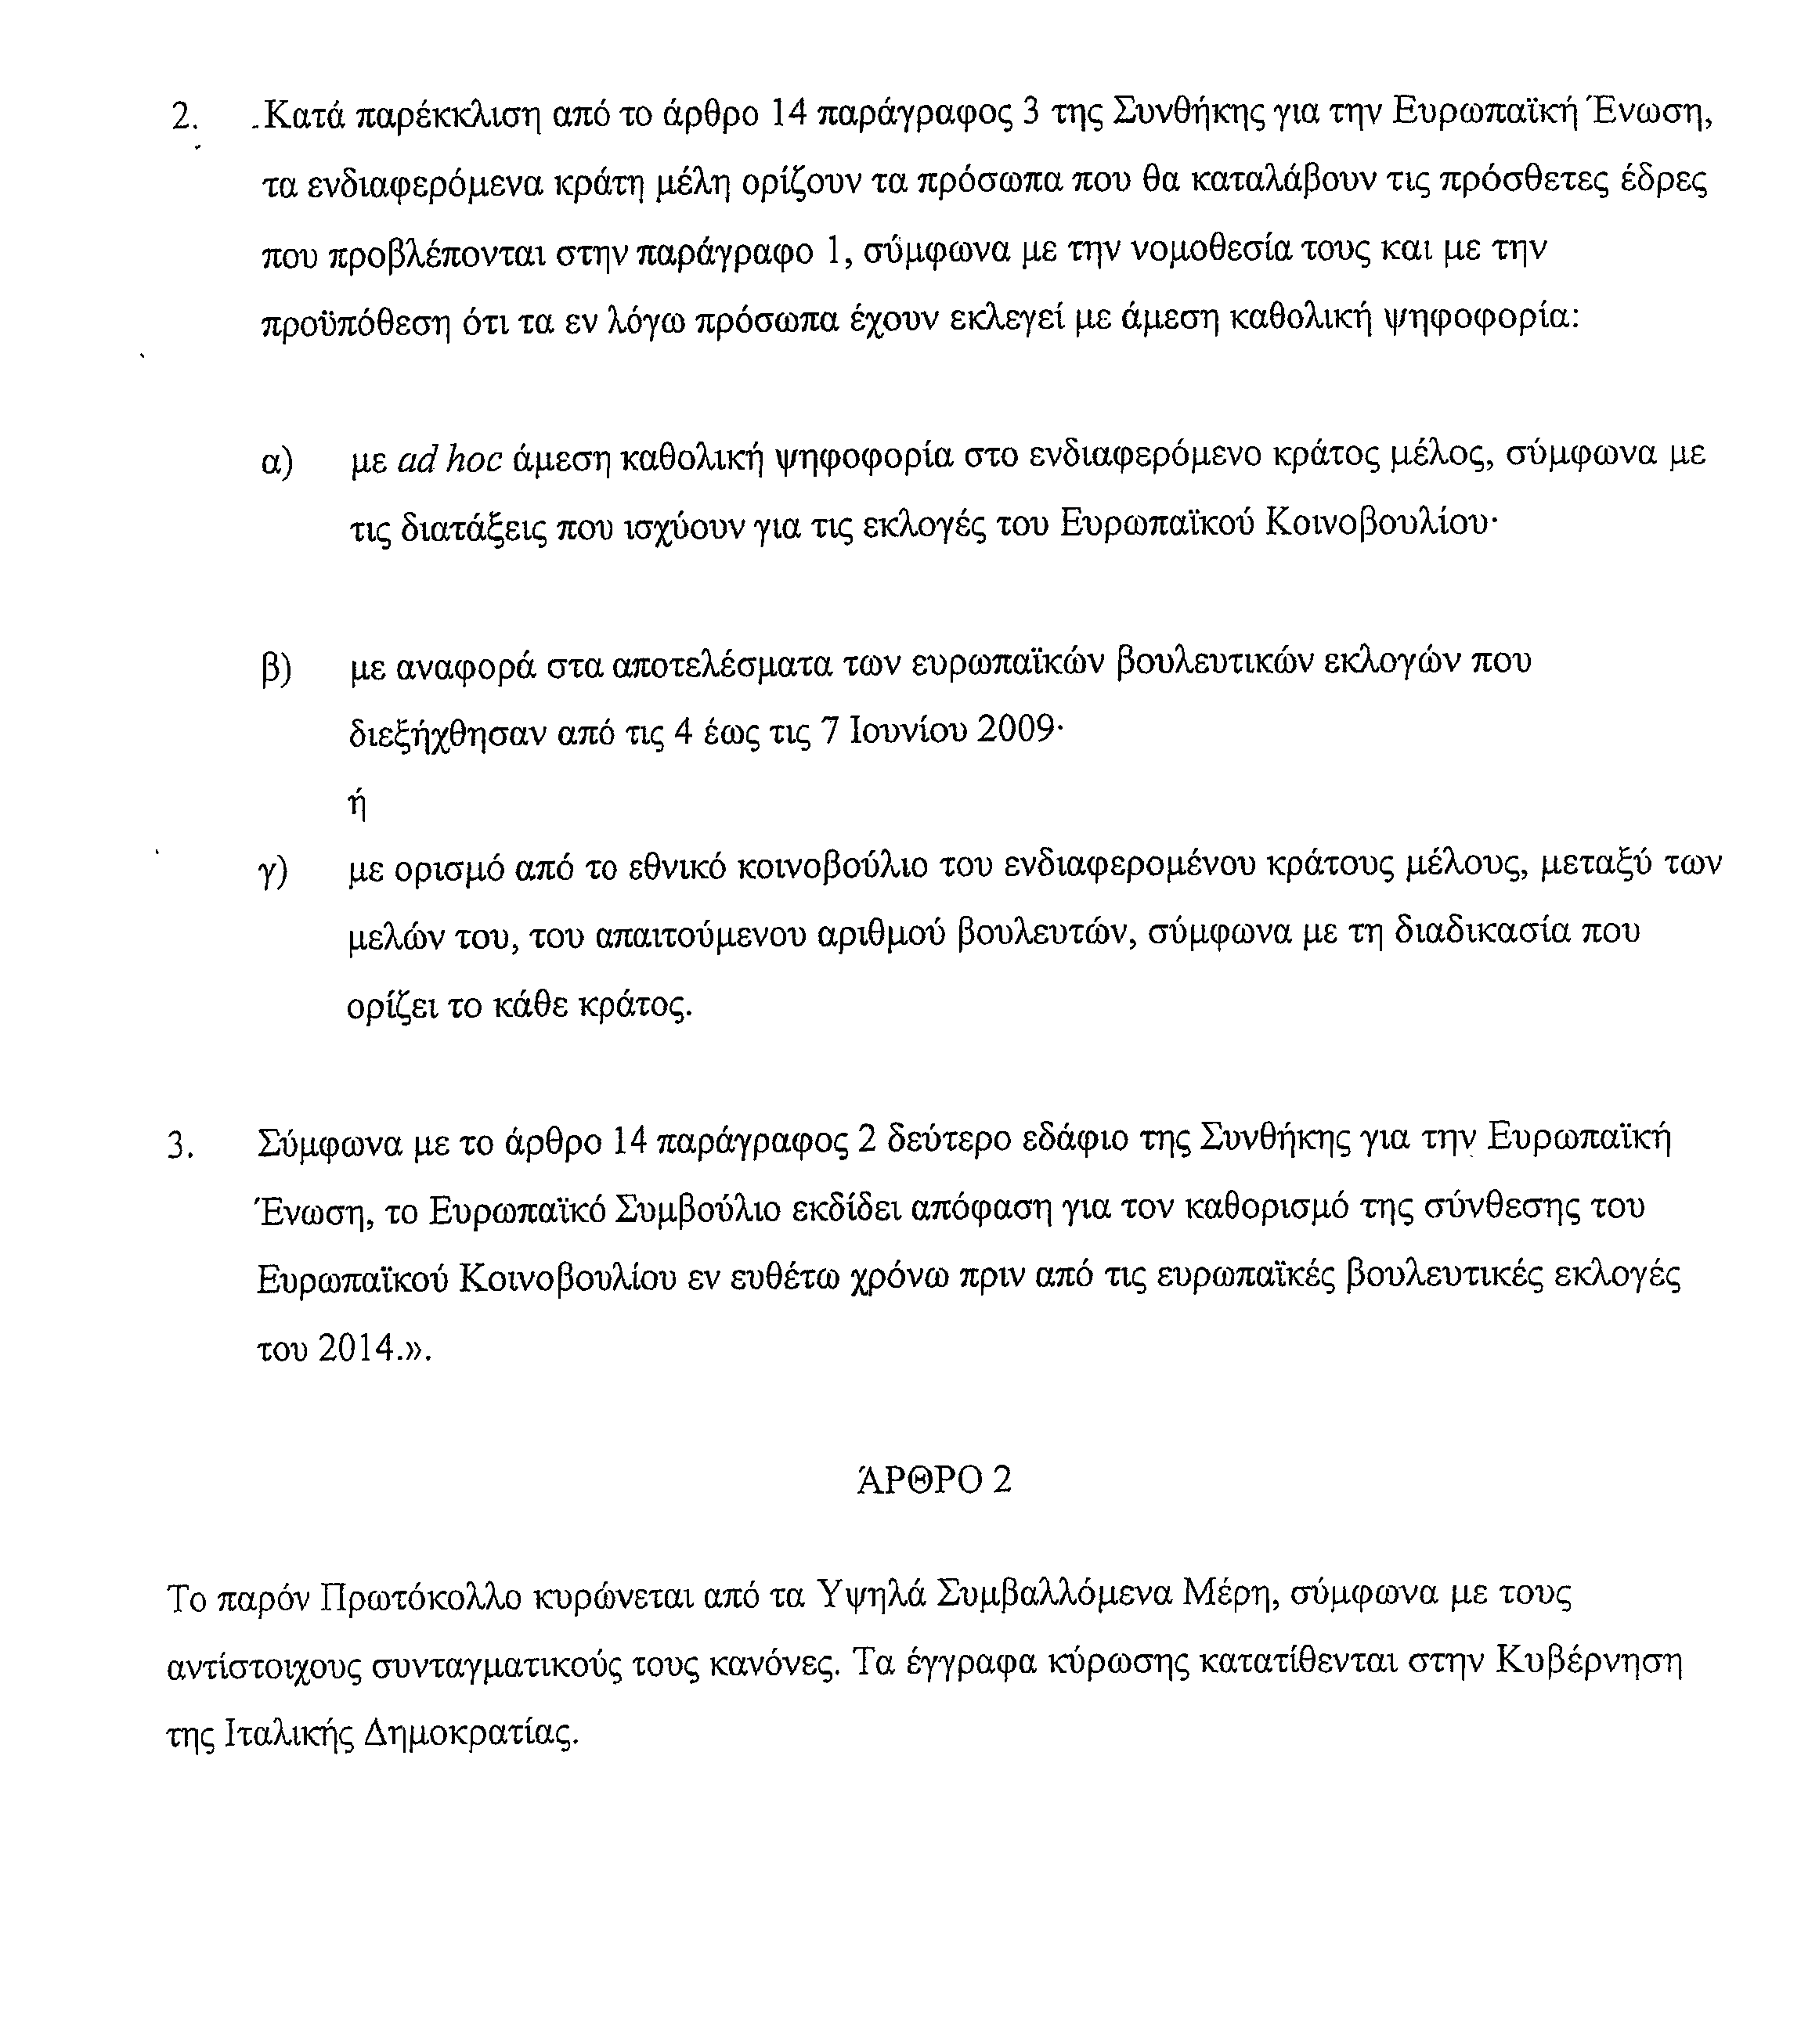 2. Κατά παρέκκλιση από το άρθρο 14 παράγραφος 3 της Συνθήκης για την Ευρωπαϊκή Ένωση,
τα ενδιαφερόμενα κράτη μέλη ορίζουν τα πρόσωπα που θα καταλάβουν τις πρόσθετες έδρες
που προβλέπονται στην παράγραφο 1, σύμφωνα με την νομοθεσία τους και με την
προϋπόθεση ότι τα εν λόγω πρόσωπα έχουν εκλεγεί με άμεση καθολική ψηφοφορία:
α) με ad hoc άμεση καθολική ψηφοφορία στο ενδιαφερόμενο κράτος μέλος, σύμφωνα με
τις διατάξεις που ισχύουν για τις εκλογές του Ευρωπαϊκού Κοινοβουλίου·
β) με αναφορά στα αποτελέσματα των ευρωπαϊκών βουλευτικών εκλογών που
διεξήχθησαν από τις 4 έως τις 7 Ιουνίου 2009·
ή
γ) με ορισμό από το εθνικό κοινοβούλιο του ενδιαφερομένου κράτους μέλους, μεταξύ των
μελών του, του απαιτούμενου αριθμού βουλευτών, σύμφωνα με τη διαδικασία που
ορίζει το κάθε κράτος.
3. Σύμφωνα με το άρθρο 14 παράγραφος 2 δεύτερο εδάφιο της Συνθήκης για την Ευρωπαϊκή
Ένωση, το Ευρωπαϊκό Συμβούλιο εκδίδει απόφαση για τον καθορισμό της σύνθεσης του
Ευρωπαϊκού Κοινοβουλίου εν ευθέτω χρόνω πριν από τις ευρωπαϊκές βουλευτικές εκλογές
του 2014.».
ΆΡΘΡΟ 2
Το παρόν Πρωτόκολλο κυρώνεται από τα Υψηλά Συμβαλλόμενα Μέρη, σύμφωνα με τους
αντίστοιχους συνταγματικούς τους κανόνες. Τα έγγραφα κύρωσης κατατίθενται στην Κυβέρνηση
της Ιταλικής Δημοκρατίας.